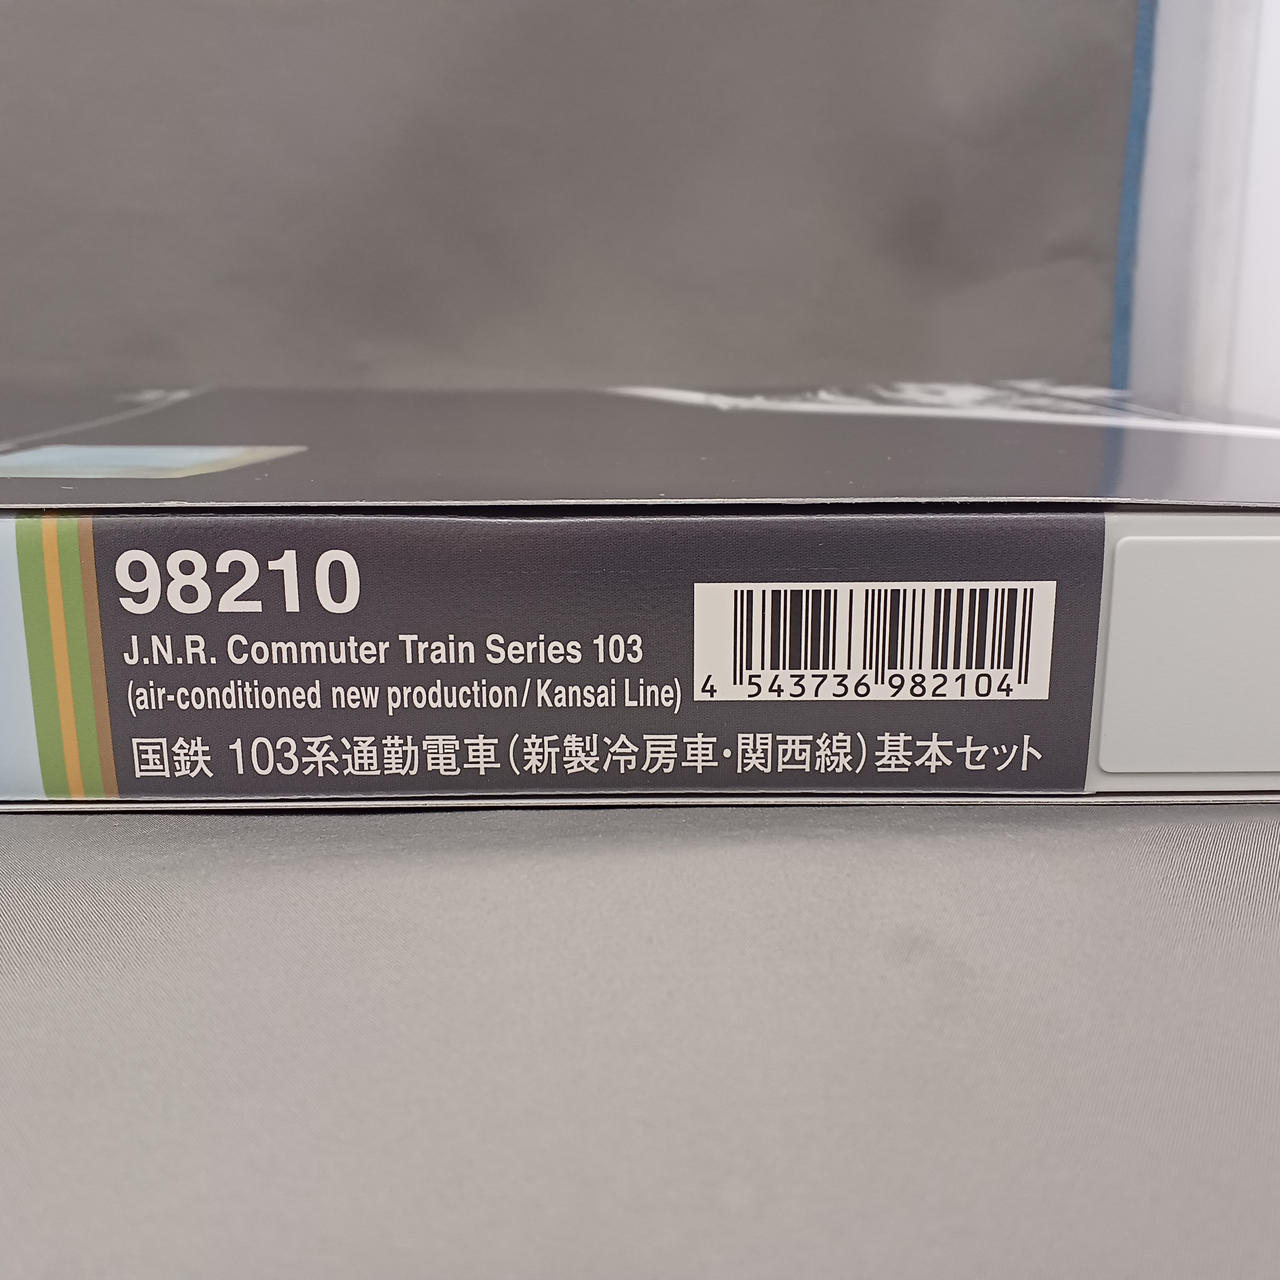 98210
J.N.R. Commuter Train Series 103
(air-conditioned new production/Kansai Line)
国鉄 103系通勤電車(新製冷房車・関西線)基本セット
4 543736 982104